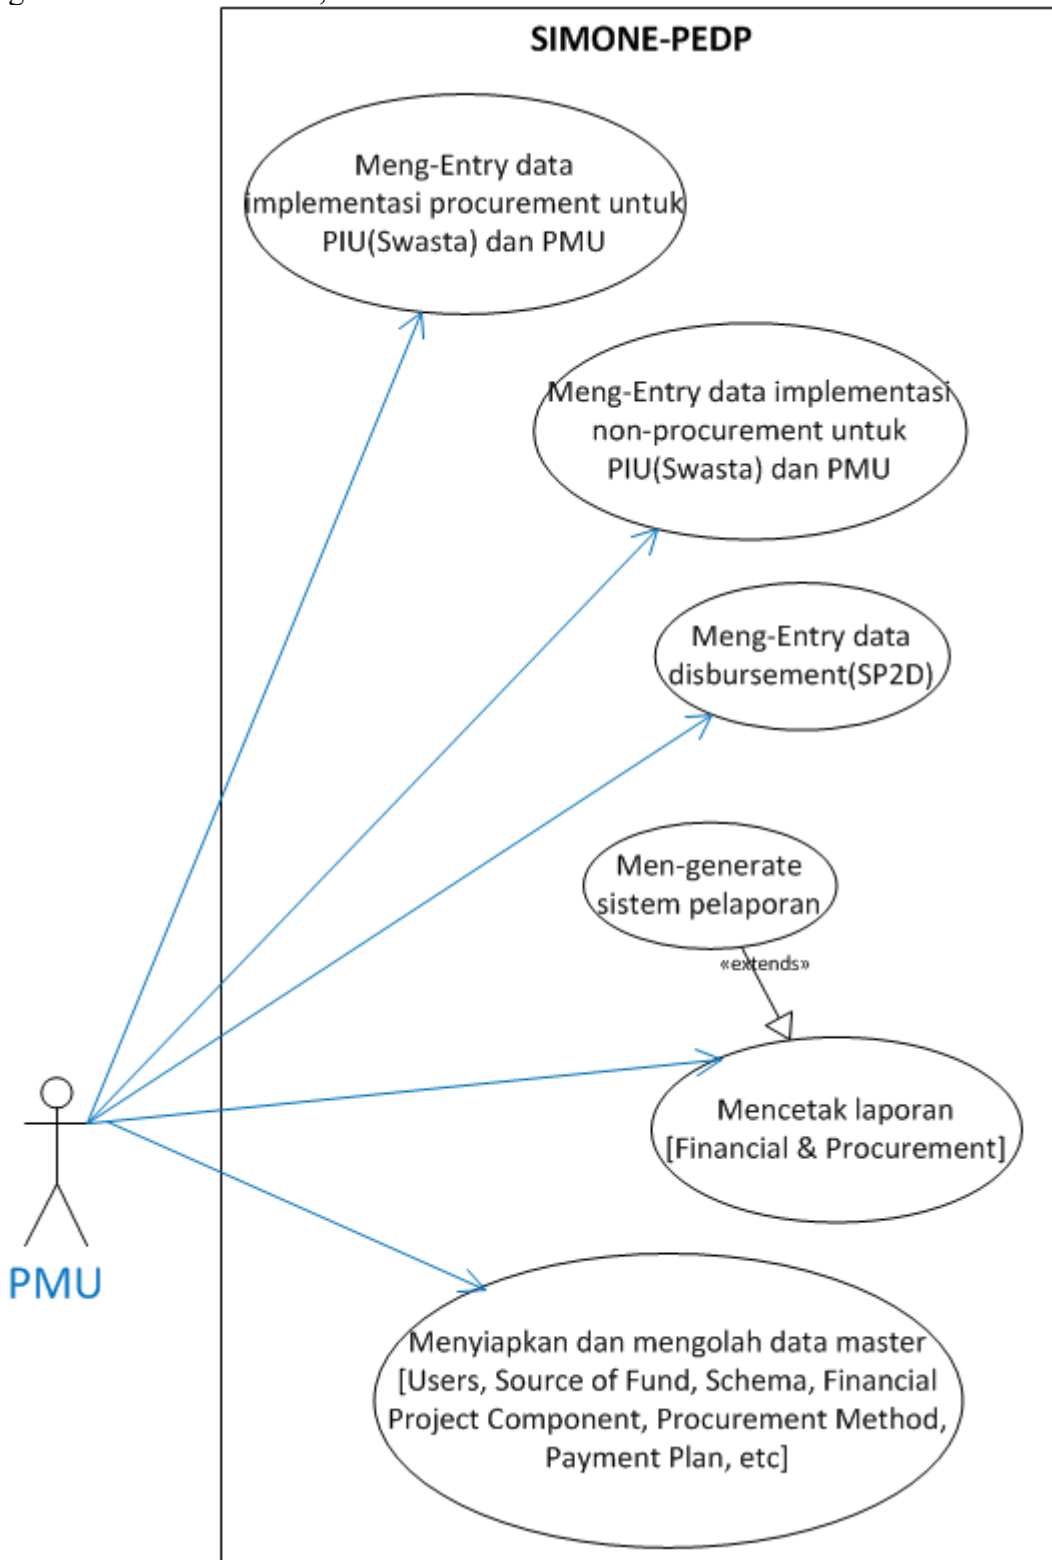 SIMONE-PEDP
Meng-Entry data
implementasi procurement untuk
PIU(Swasta) dan PMU
Meng-Entry data implementasi
non-procurement untuk
PIU(Swasta) dan PMU
Meng-Entry data
disbursement(SP2D)
Men-generate
sistem pelaporan
«extends»
Mencetak laporan
[Financial & Procurement]
PMU
Menyiapkan dan mengolah data master
[Users, Source of Fund, Schema, Financial
Project Component, Procurement Method,
Payment Plan, etc]